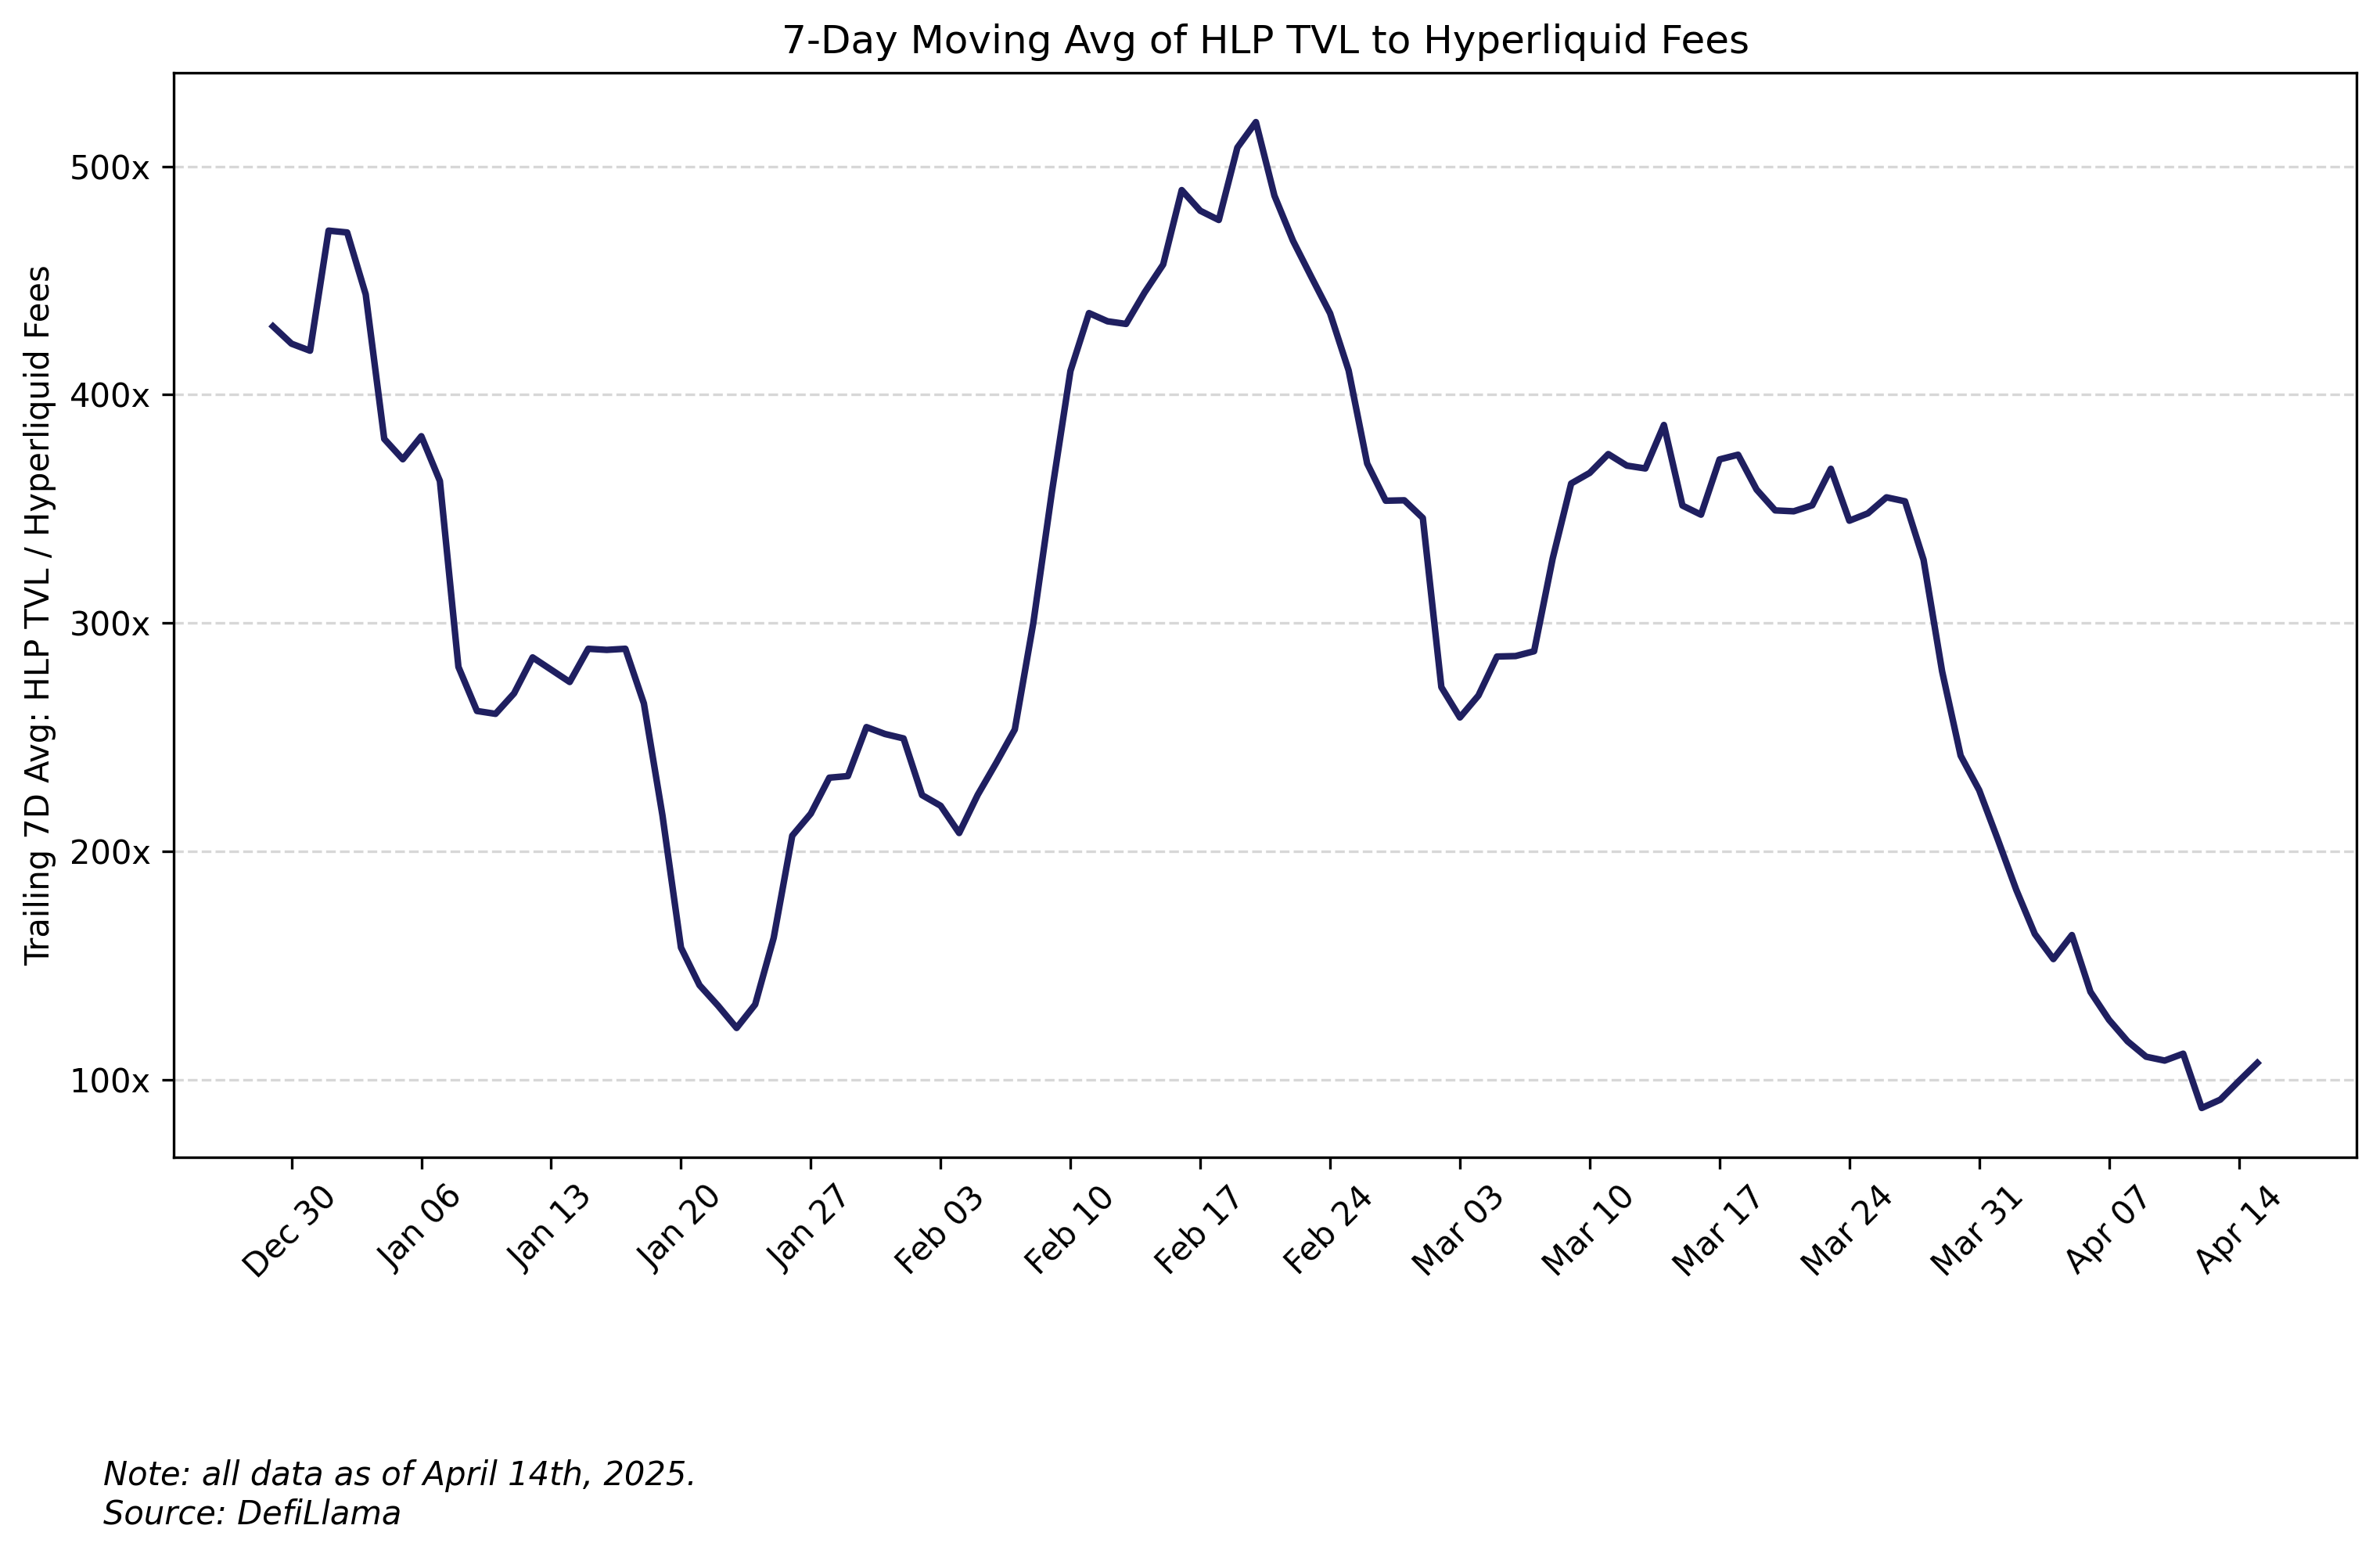 7-Day Moving Avg of HLP TVL to Hyperliquid Fees
Trailing 7D Avg: HLP TVL / Hyperliquid Fees
500x
400x
300x
200x
100x
Dec 30
Jan 06
Jan 13
Jan 20
Jan 27
Feb 03
Feb 10
Feb 17
Feb 24
Mar 03
Mar 10
Mar 17
Mar 24
Mar 31
Apr 07
Apr 14
Note: all data as of April 14th, 2025.
Source: DefiLlama